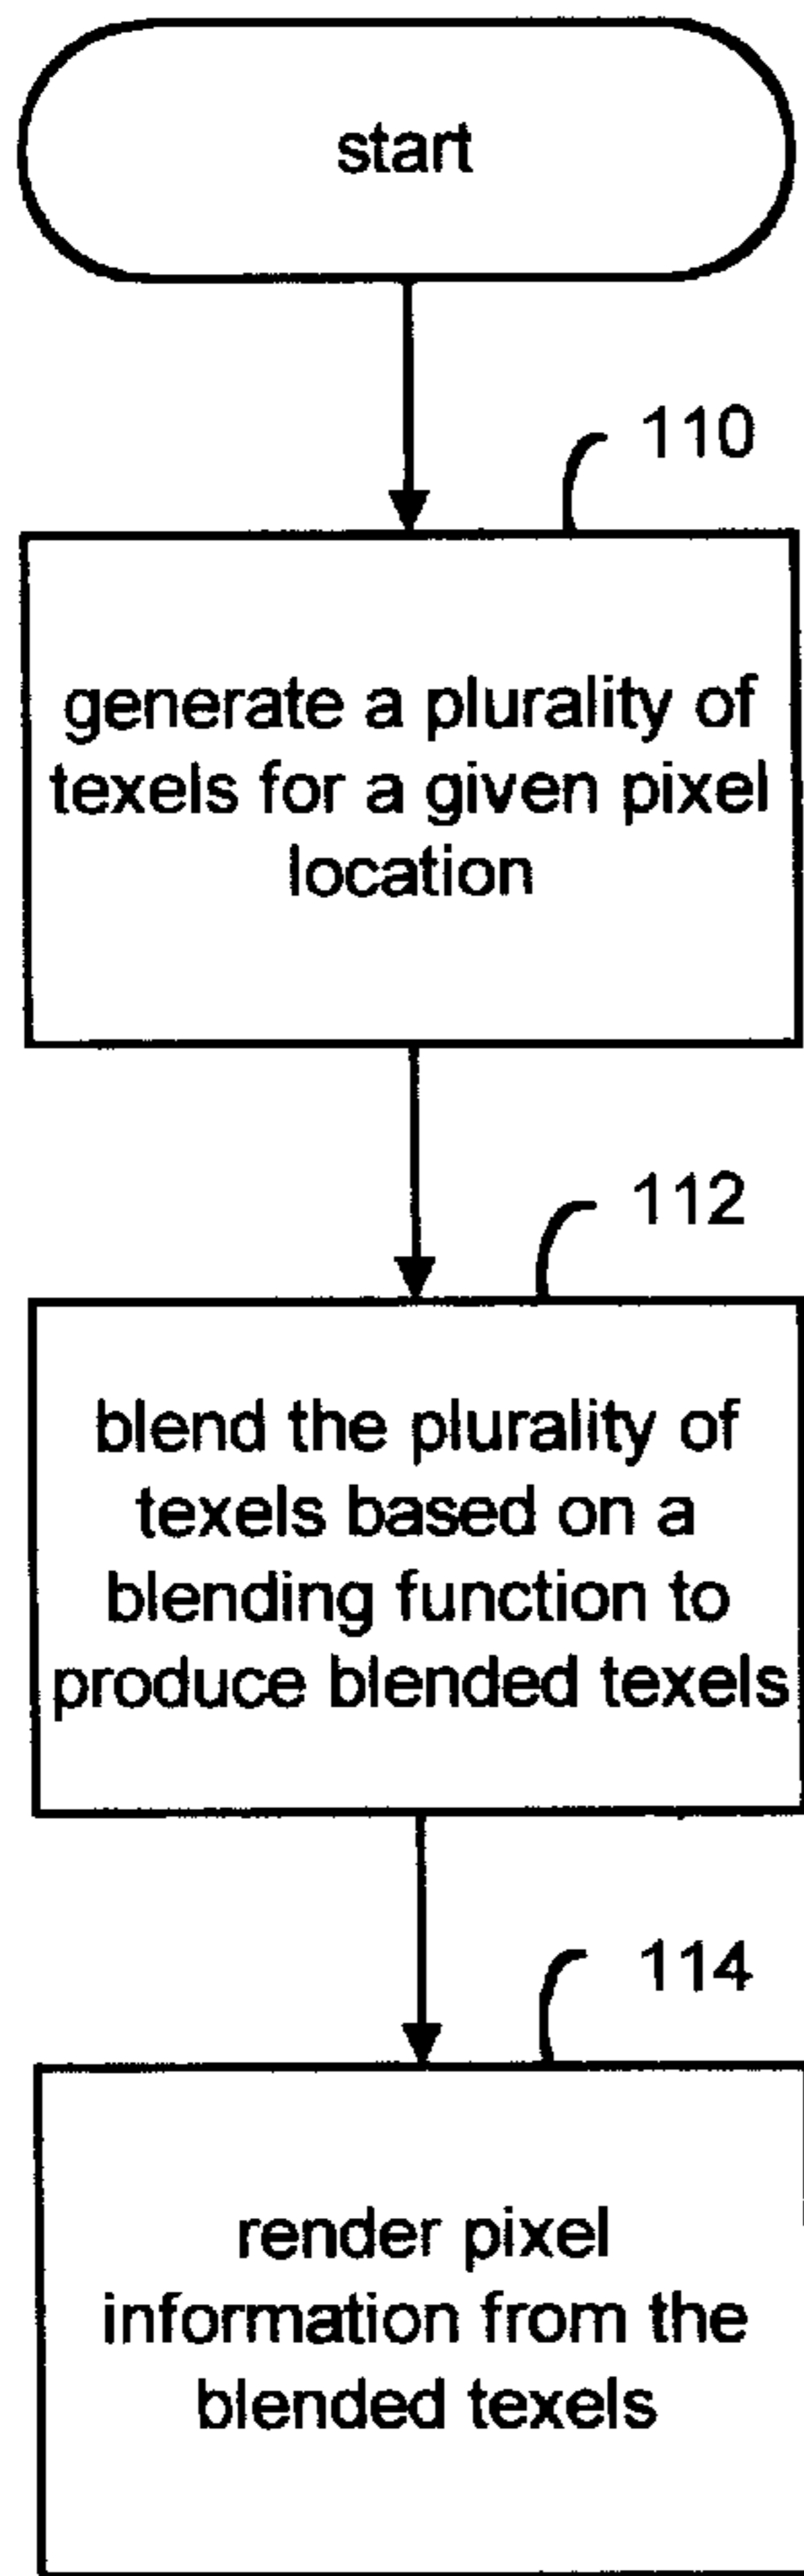 start
110
generate a plurality of
texels for a given pixel
location
112
blend the plurality of
texels based on a
blending function to
produce blended texels
114
render pixel
information from the
blended texels